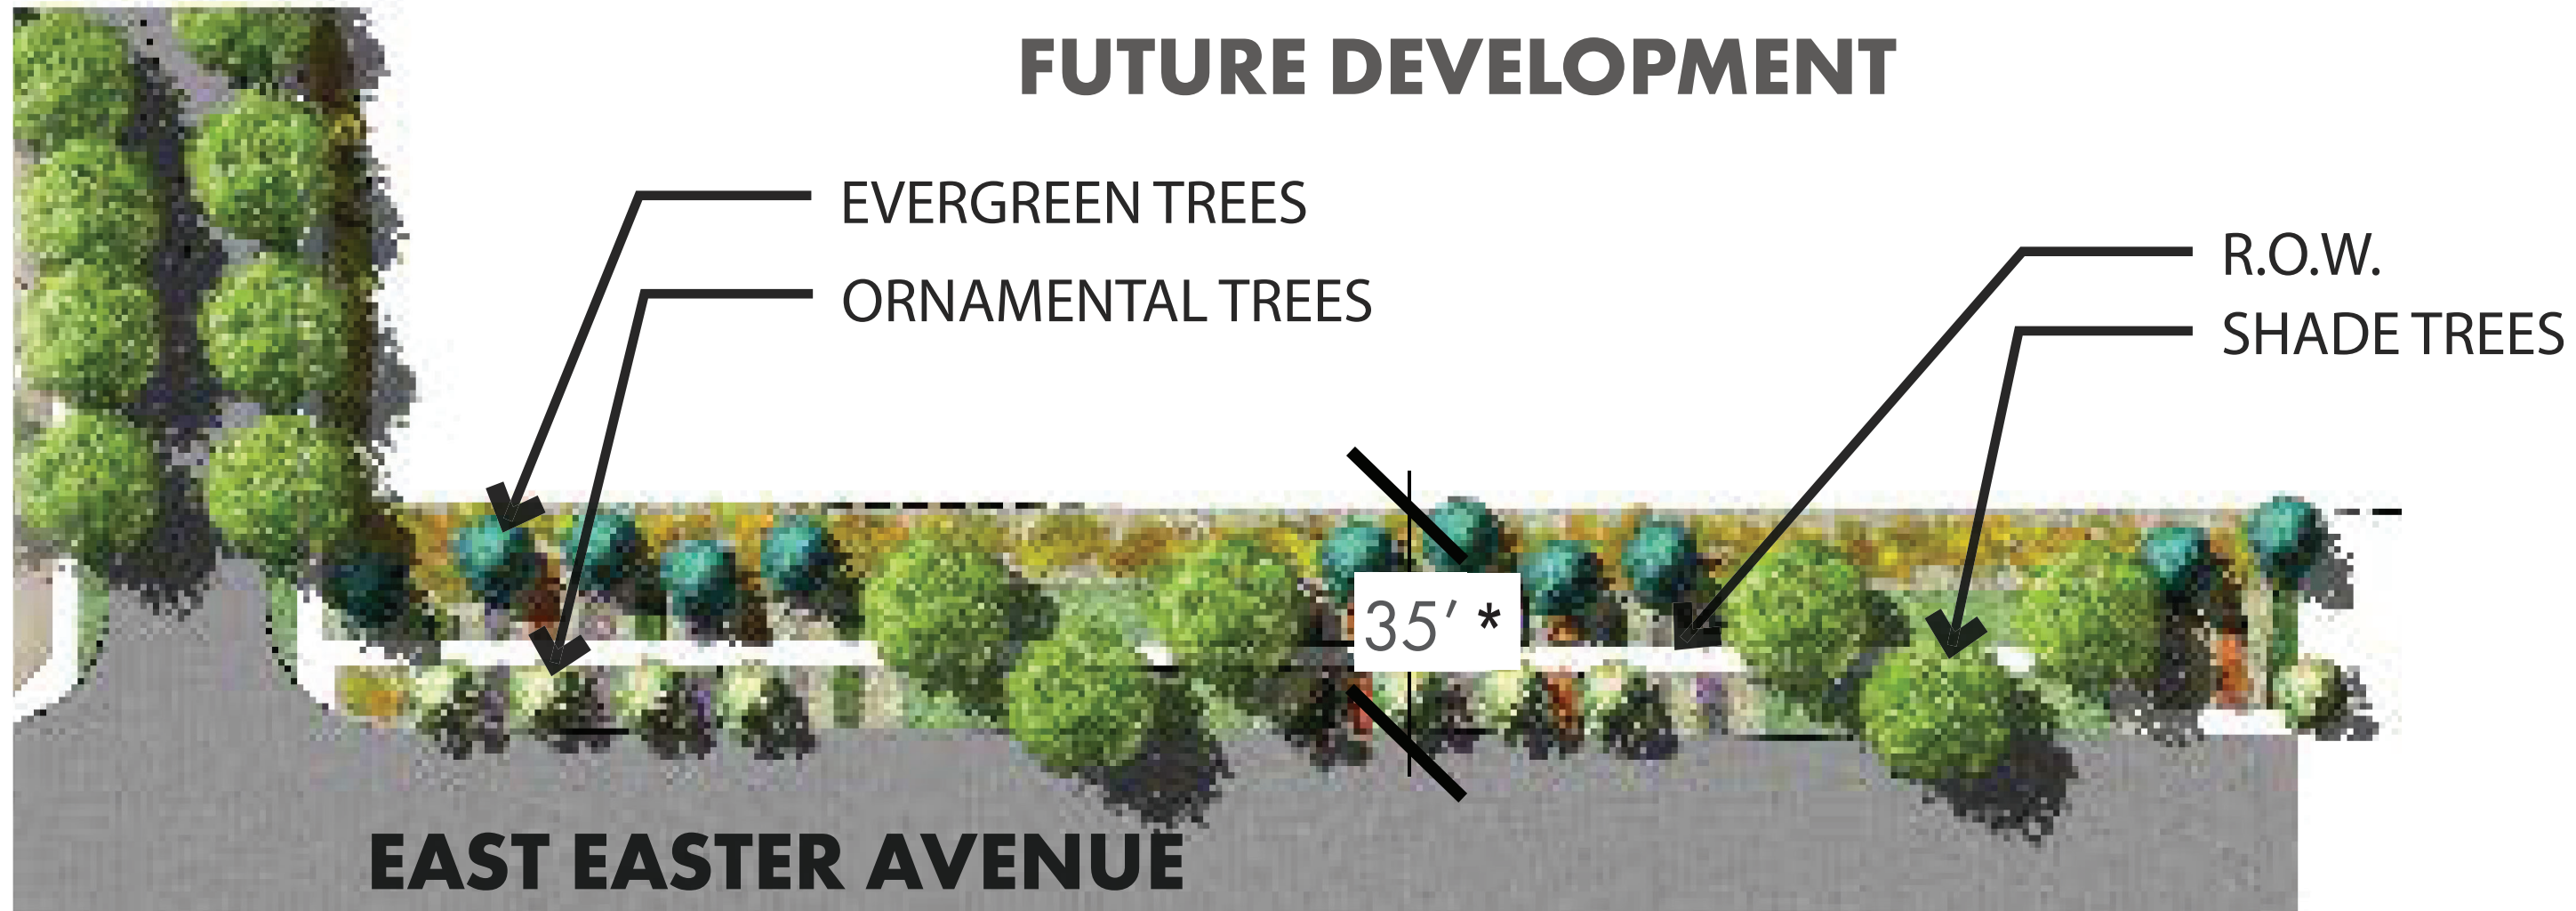 FUTURE DEVELOPMENT
EVERGREEN TREES
ORNAMENTAL TREES
R.O.W.
SHADE TREES
35′ *
EAST EASTER AVENUE